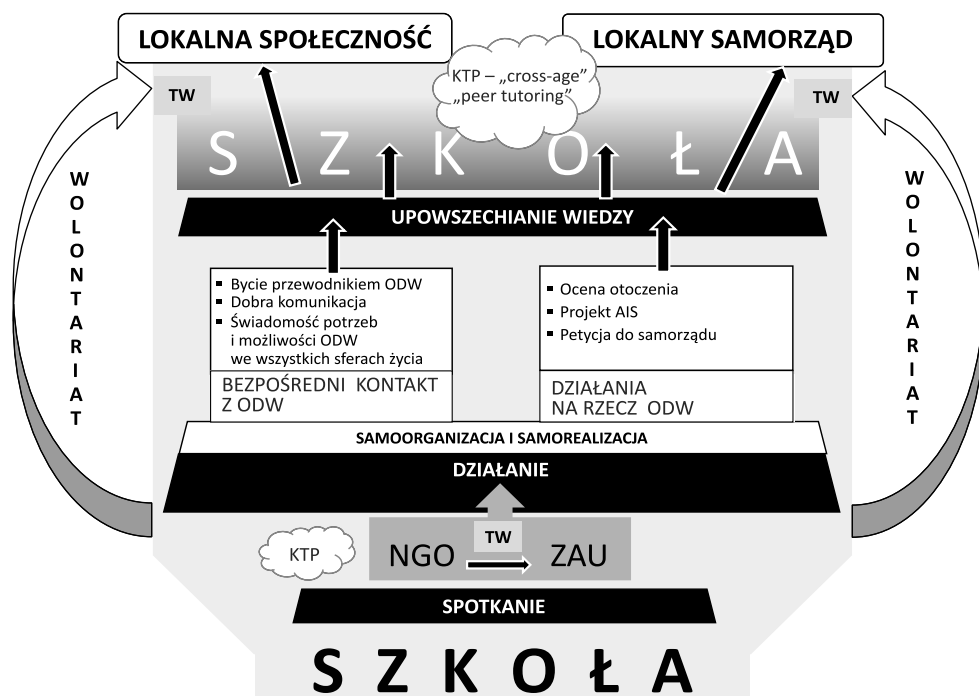 LOKALNA SPOŁECZNOŚĆ
LOKALNY SAMORZĄD
KTP – „cross-age”
„peer tutoring”
TW
TW
S Z K O Ł A
WOLONTARIAT
WOLONTARIAT
UPOWSZECHIANIE WIEDZY
▪ Bycie przewodnikiem ODW
▪ Dobra komunikacja
▪ Świadomość potrzeb
i możliwości ODW
we wszystkich sferach życia
BEZPOŚREDNI KONTAKT
Z ODW
▪ Ocena otoczenia
▪ Projekt AIS
▪ Petycja do samorządu
DZIAŁANIA
NA RZECZ ODW
SAMOORGANIZACJA I SAMOREALIZACJA
DZIAŁANIE
TW
KTP
NGO ZAU
SPOTKANIE
S Z K O Ł A